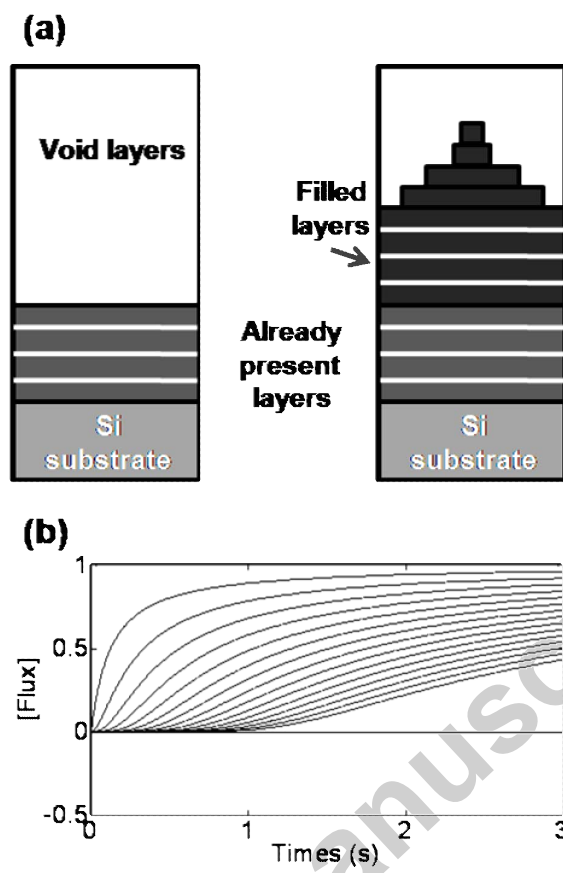 (a)
Void layers
Filled
layers
Already
present
layers
Si
substrate
Si
substrate
(b)
1
0.5
0
-0.5
[Flux]
0
1
2
3
Times (s)
anusc